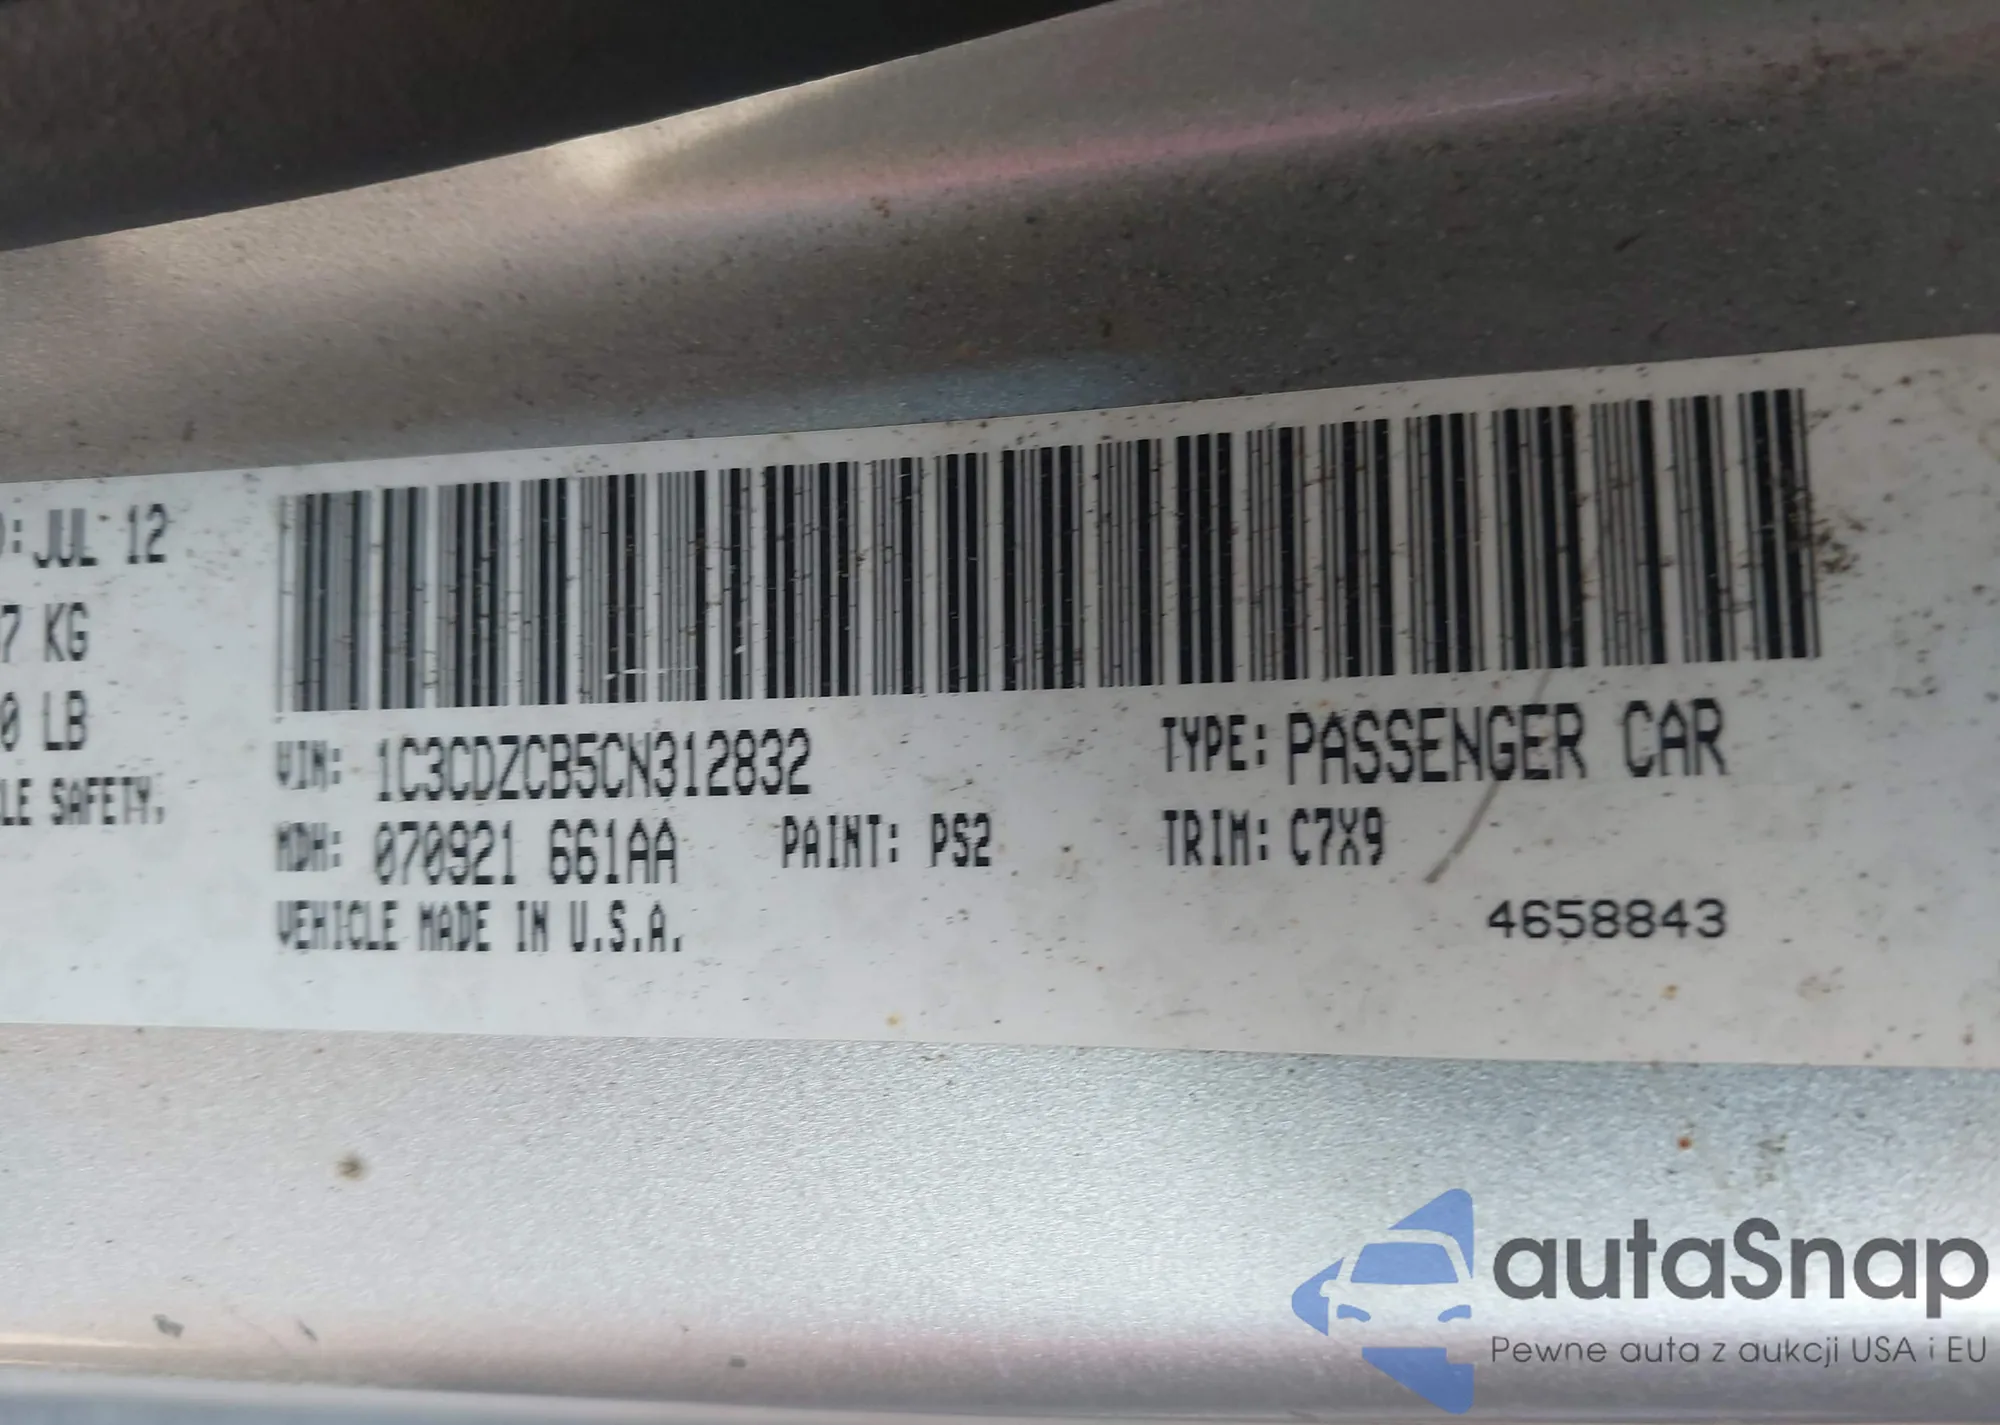 D: JUL 12
7 KG
0 LB
LE SAFETY.
VIN: 1C3CDZCB5CN312832
TYPE: PASSENGER CAR
MDH: 070921 661AA
PAINT: PS2
TRIM: C7X9
VEHICLE MADE IN U.S.A.
4658843
autaSnap
Pewne auta z aukcji USA i EU